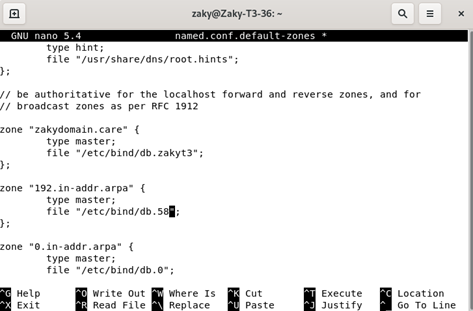 zaky@Zaky-T3-36: ~
GNU nano 5.4 named.conf.default-zones *
type hint;
file "/usr/share/dns/root.hints";
};
// be authoritative for the localhost forward and reverse zones, and for
// broadcast zones as per RFC 1912
zone "zakydomain.care" {
type master;
file "/etc/bind/db.zakyt3";
};
zone "192.in-addr.arpa" {
type master;
file "/etc/bind/db.58";
};
zone "0.in-addr.arpa" {
type master;
file "/etc/bind/db.0";
^G Help ^O Write Out ^W Where Is ^K Cut ^T Execute ^C Location
^X Exit ^R Read File ^\ Replace ^U Paste ^J Justify ^_ Go To Line